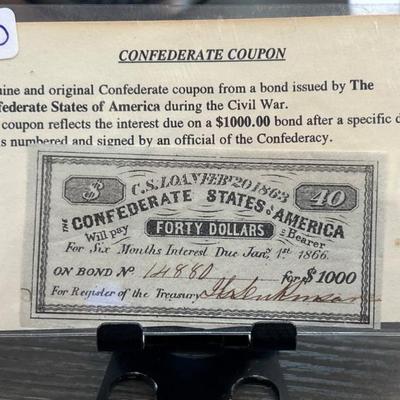 CONFEDERATE COUPON
uine and original Confederate coupon from a bond issued by The
federate States of America during the Civil War.
coupon reflects the interest due on a $1000.00 bond after a specific d
s numbered and signed by an official of the Confederacy.
C.S. LOAN FEB. 20 1863
40
THE CONFEDERATE STATES OF AMERICA
Will pay FORTY DOLLARS to Bearer
For Six Months Interest Due Jany. 1st 1866.
ON BOND No 14880 for $1000
For Register of the Treasury